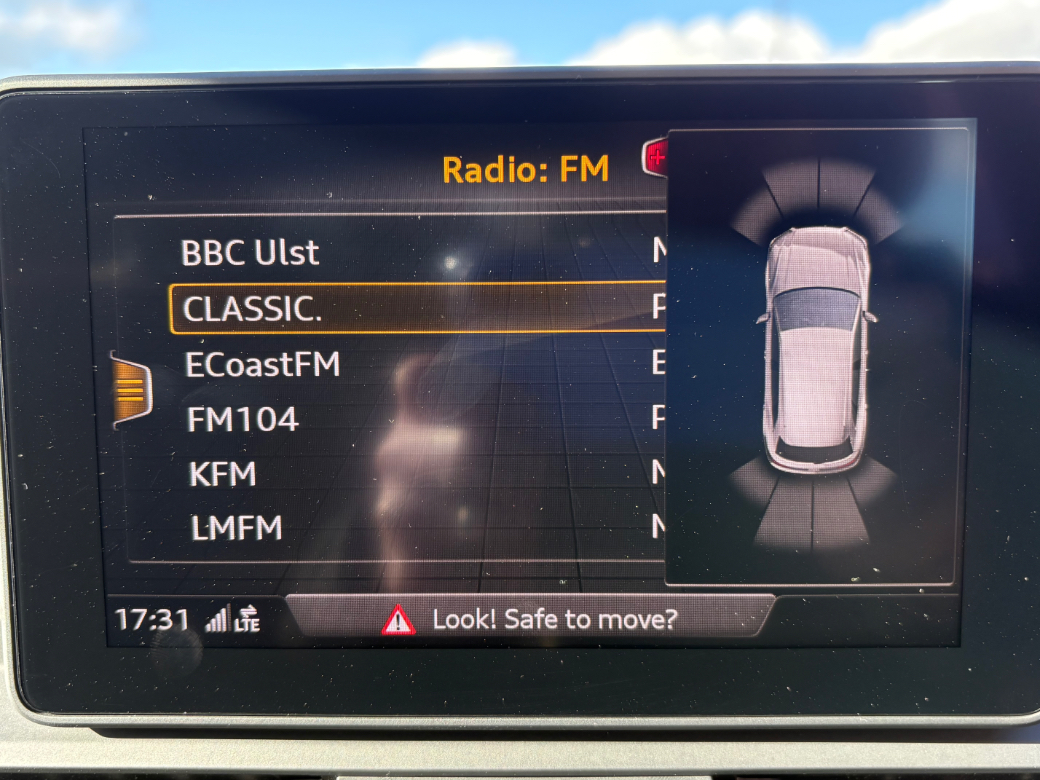 Radio: FM
BBC Ulst N
CLASSIC. P
ECoastFM E
FM104 P
KFM N
LMFM N
17:31 LTE Look! Safe to move?